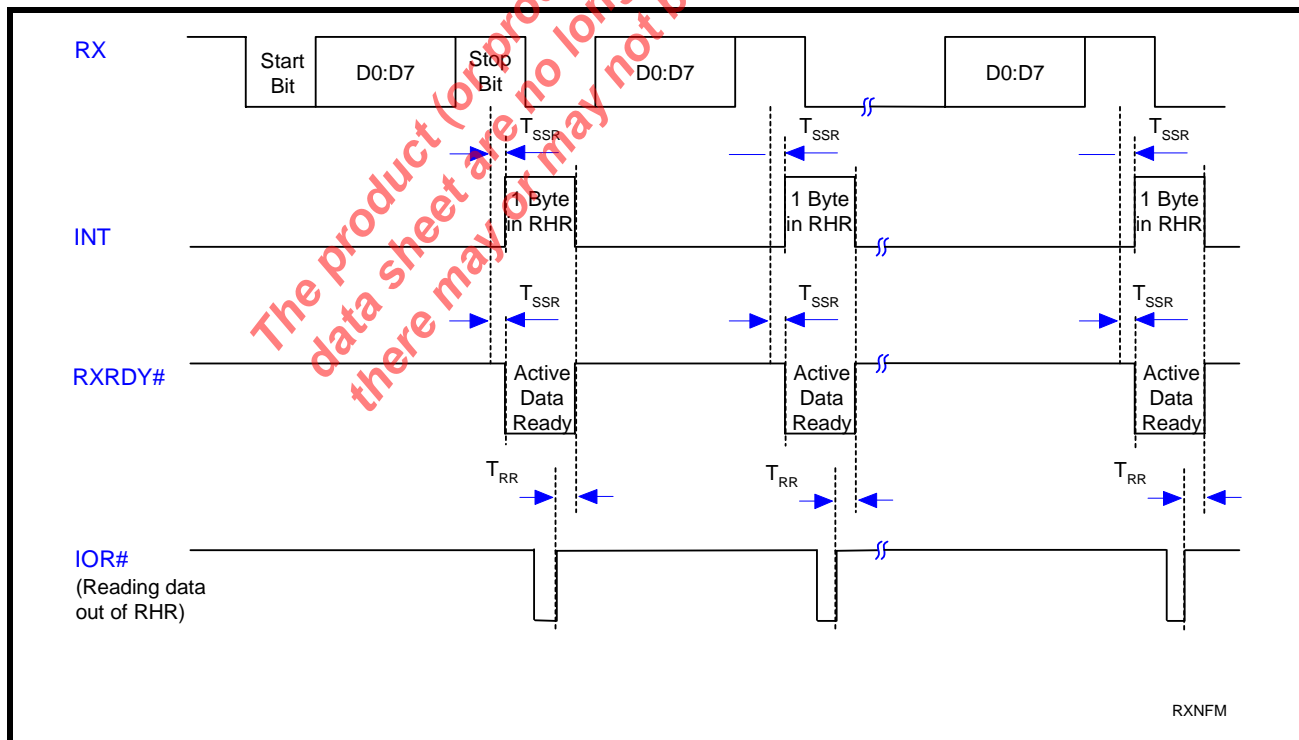 RX
Start
Bit
D0:D7
Stop
Bit
D0:D7
D0:D7
TSSR
TSSR
TSSR
INT
1 Byte
in RHR
1 Byte
in RHR
1 Byte
in RHR
TSSR
TSSR
TSSR
RXRDY#
Active
Data
Ready
Active
Data
Ready
Active
Data
Ready
TRR
TRR
TRR
IOR#
(Reading data
out of RHR)
RXNFM
The product (or
data sheet are no
there may or may not